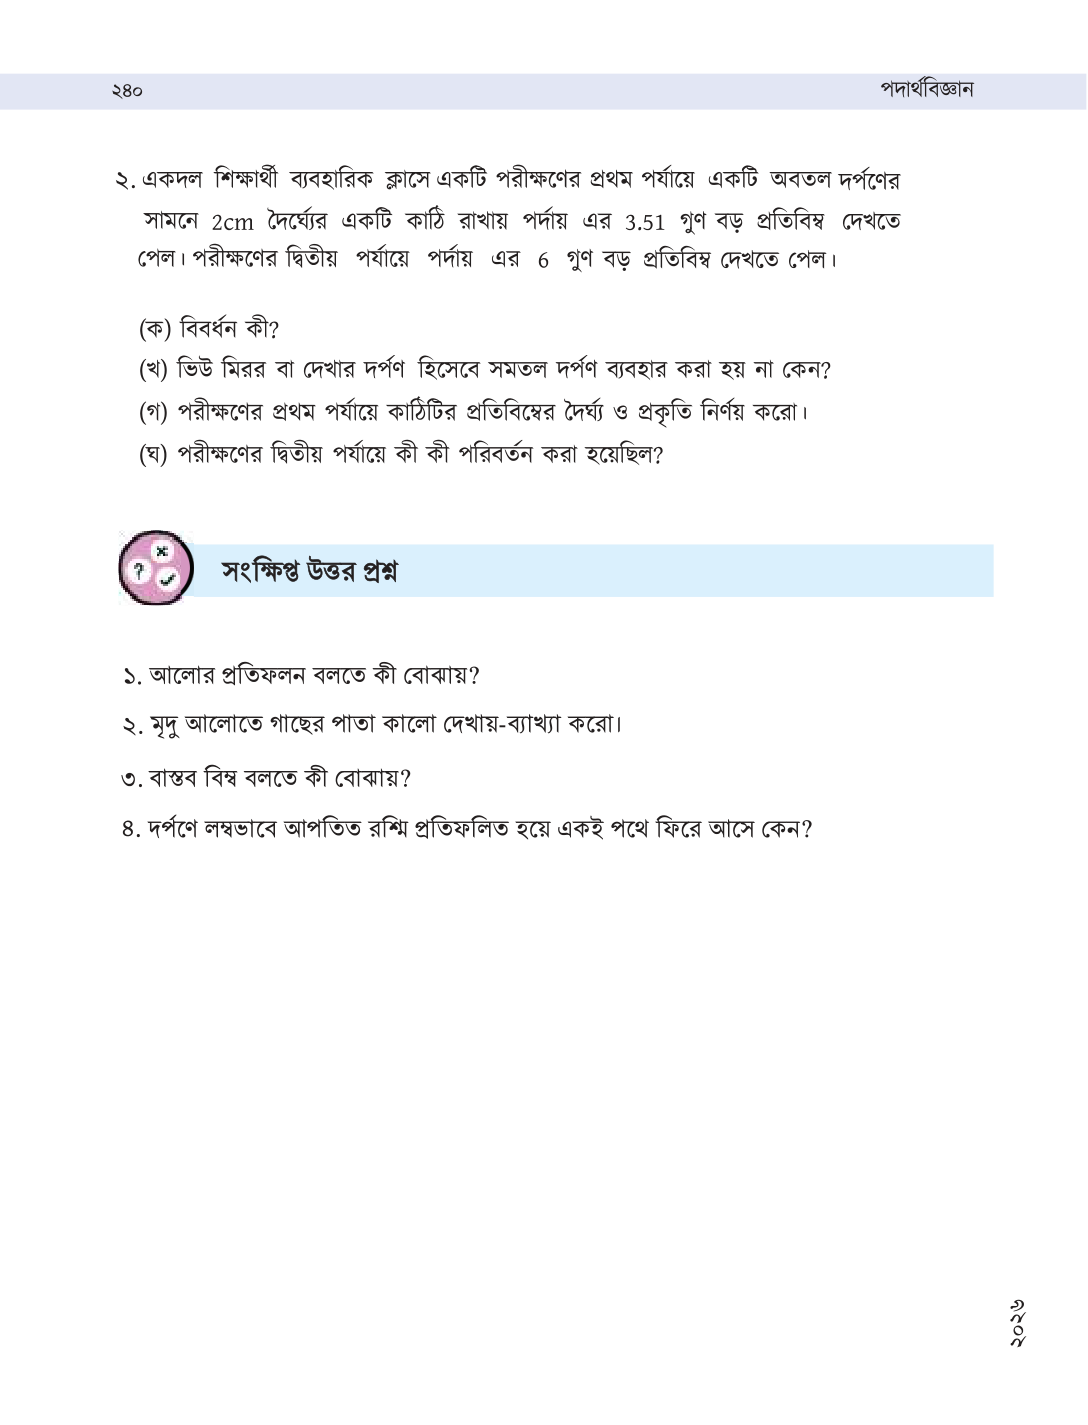 ২৪০
পদার্থবিজ্ঞান
২. একদল শিক্ষার্থী ব্যবহারিক ক্লাসে একটি পরীক্ষণের প্রথম পর্যায়ে একটি অবতল দর্পণের
সামনে 2cm দৈর্ঘ্যের একটি কাঠি রাখায় পর্দায় এর 3.51 গুণ বড় প্রতিবিম্ব দেখতে
পেল। পরীক্ষণের দ্বিতীয় পর্যায়ে পর্দায় এর 6 গুণ বড় প্রতিবিম্ব দেখতে পেল।
(ক) বিবর্ধন কী?
(খ) ভিউ মিরর বা দেখার দর্পণ হিসেবে সমতল দর্পণ ব্যবহার করা হয় না কেন?
(গ) পরীক্ষণের প্রথম পর্যায়ে কাঠিটির প্রতিবিম্বের দৈর্ঘ্য ও প্রকৃতি নির্ণয় করো।
(ঘ) পরীক্ষণের দ্বিতীয় পর্যায়ে কী কী পরিবর্তন করা হয়েছিল?
সংক্ষিপ্ত উত্তর প্রশ্ন
১. আলোর প্রতিফলন বলতে কী বোঝায়?
২. মৃদু আলোতে গাছের পাতা কালো দেখায়-ব্যাখ্যা করো।
৩. বাস্তব বিম্ব বলতে কী বোঝায়?
৪. দর্পণে লম্বভাবে আপতিত রশ্মি প্রতিফলিত হয়ে একই পথে ফিরে আসে কেন?
২০২৬